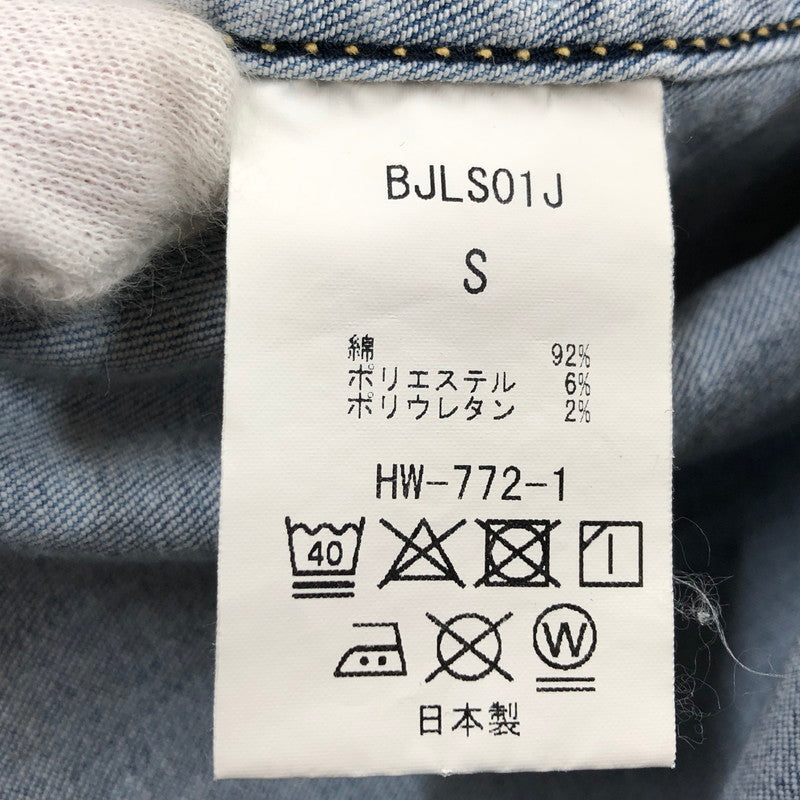 BJLS01J
S
綿 92%
ポリエステル 6%
ポリウレタン 2%
HW-772-1
40
W
日本製